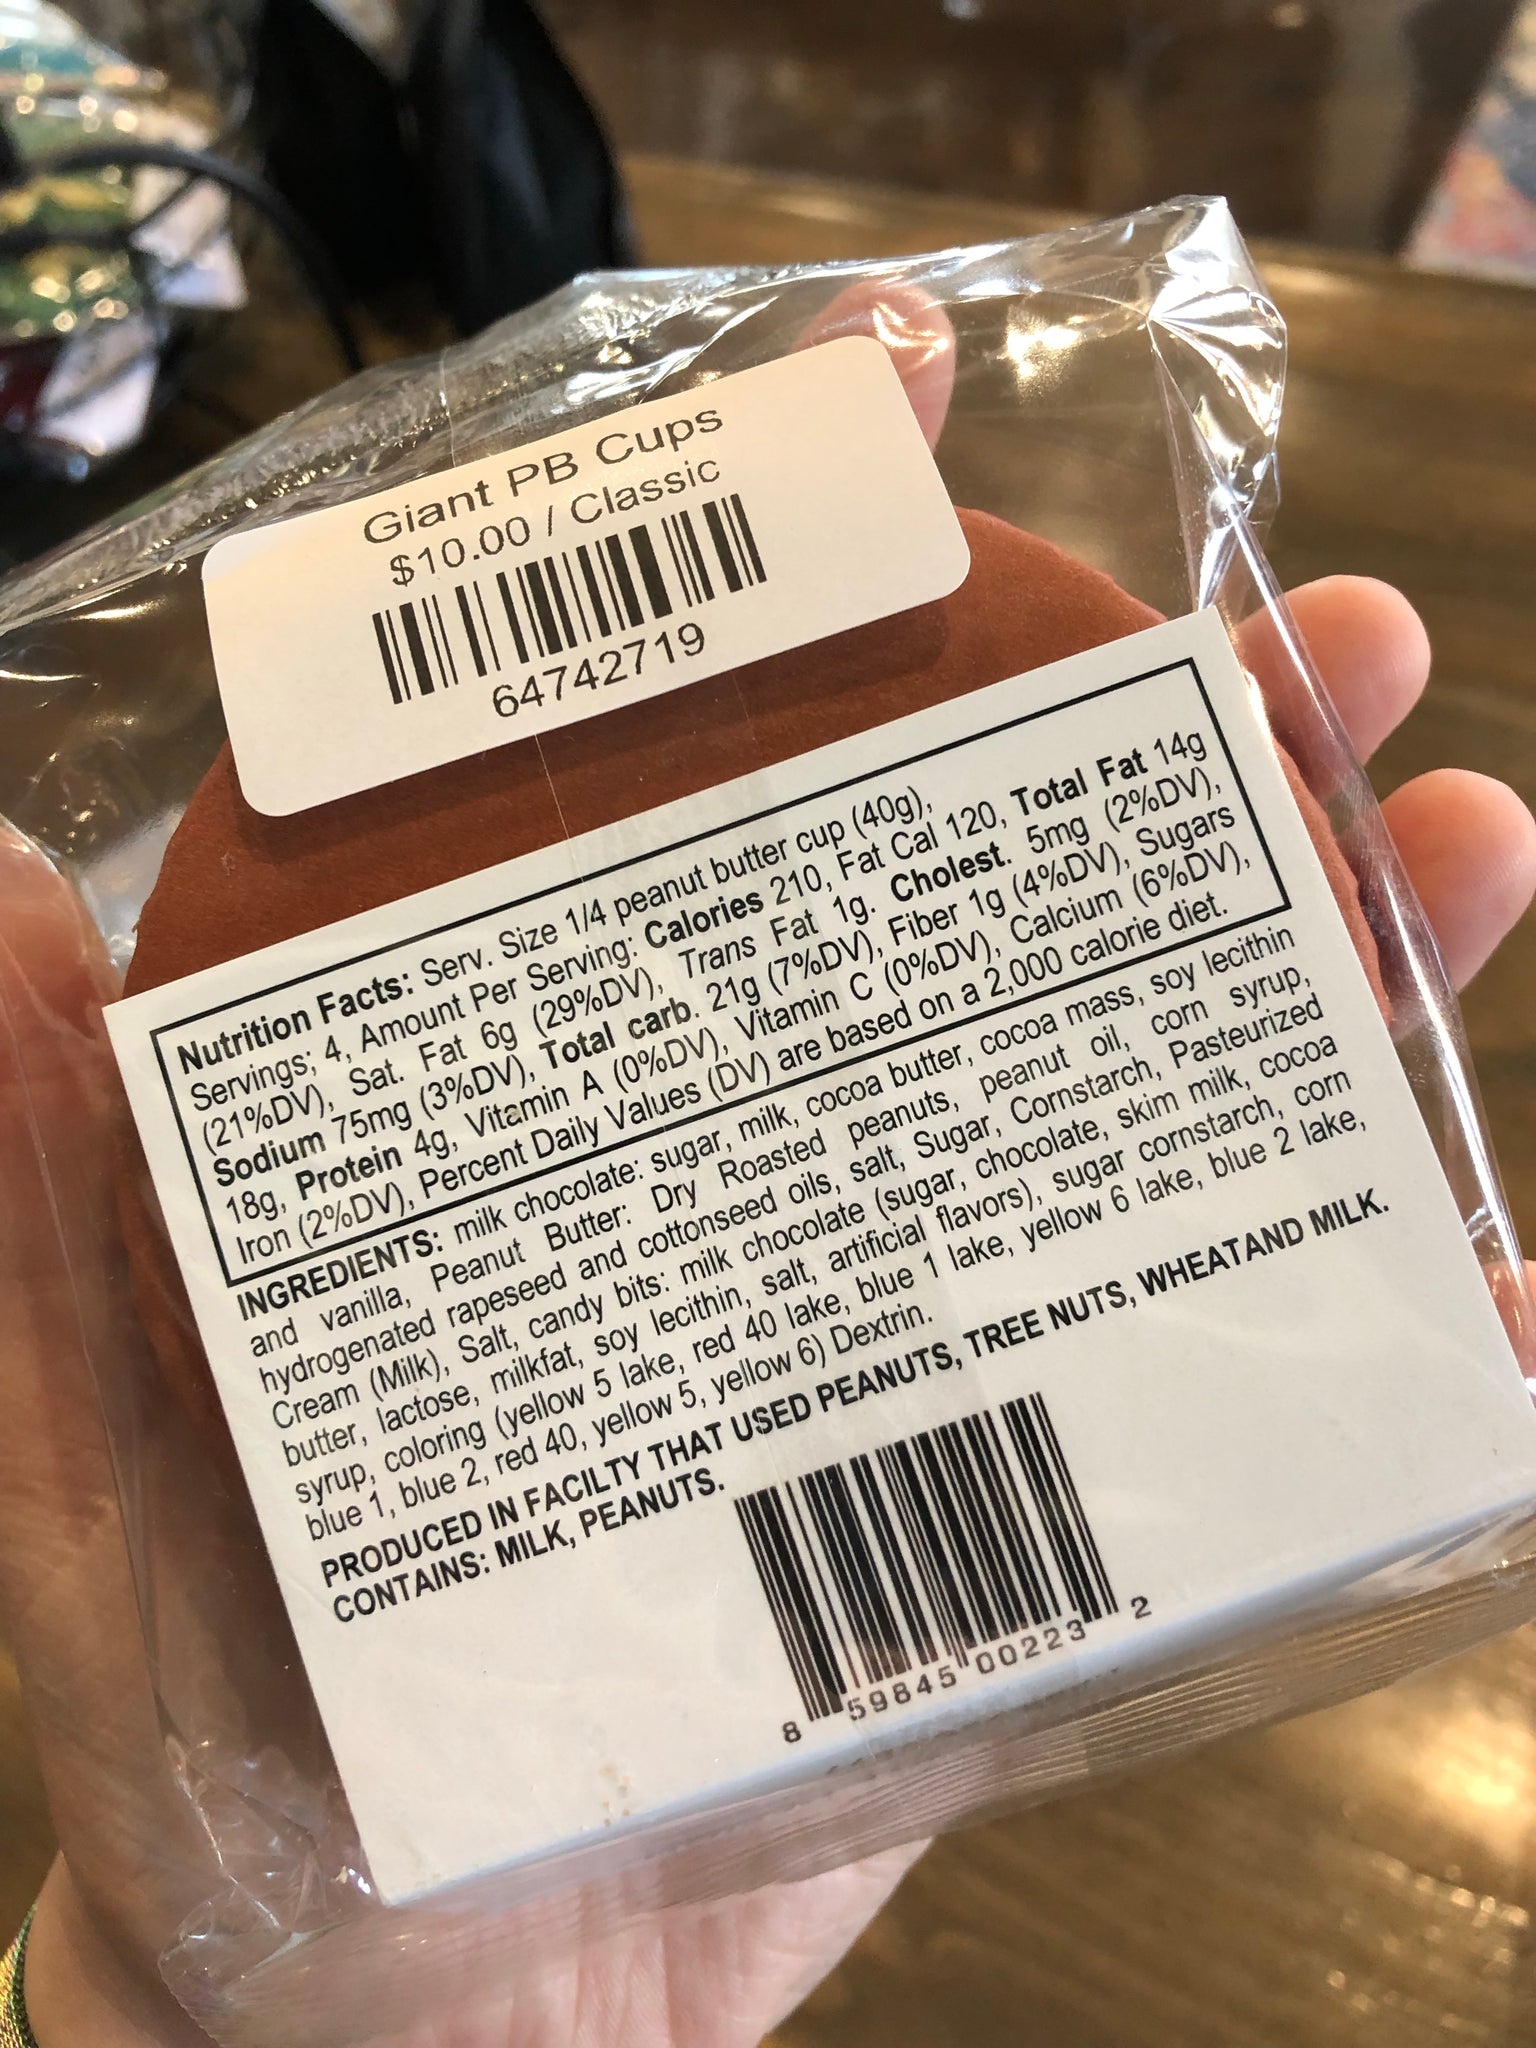 Giant PB Cups
$10.00 / Classic
64742719
Nutrition Facts: Serv. Size 1/4 peanut butter cup (40g),
Servings; 4, Amount Per Serving: Calories 210, Fat Cal 120, Total Fat 14g
(21%DV), Sat. Fat 6g (29%DV), Trans Fat 1g. Cholest. 5mg (2%DV),
Sodium 75mg (3%DV), Total carb. 21g (7%DV), Fiber 1g (4%DV), Sugars
18g, Protein 4g, Vitamin A (0%DV), Vitamin C (0%DV), Calcium (6%DV),
Iron (2%DV), Percent Daily Values (DV) are based on a 2,000 calorie diet.
INGREDIENTS: milk chocolate: sugar, milk, cocoa butter, cocoa mass, soy lecithin
and vanilla, Peanut Butter: Dry Roasted peanuts, peanut oil, corn syrup,
hydrogenated rapeseed and cottonseed oils, salt, Sugar, Cornstarch, Pasteurized
Cream (Milk), Salt, candy bits: milk chocolate (sugar, chocolate, skim milk, cocoa
butter, lactose, milkfat, soy lecithin, salt, artificial flavors), sugar cornstarch, corn
syrup, coloring (yellow 5 lake, red 40 lake, blue 1 lake, yellow 6 lake, blue 2 lake,
blue 1, blue 2, red 40, yellow 5, yellow 6) Dextrin.
PRODUCED IN FACILTY THAT USED PEANUTS, TREE NUTS, WHEATAND MILK.
CONTAINS: MILK, PEANUTS.
8 59845 00223 2